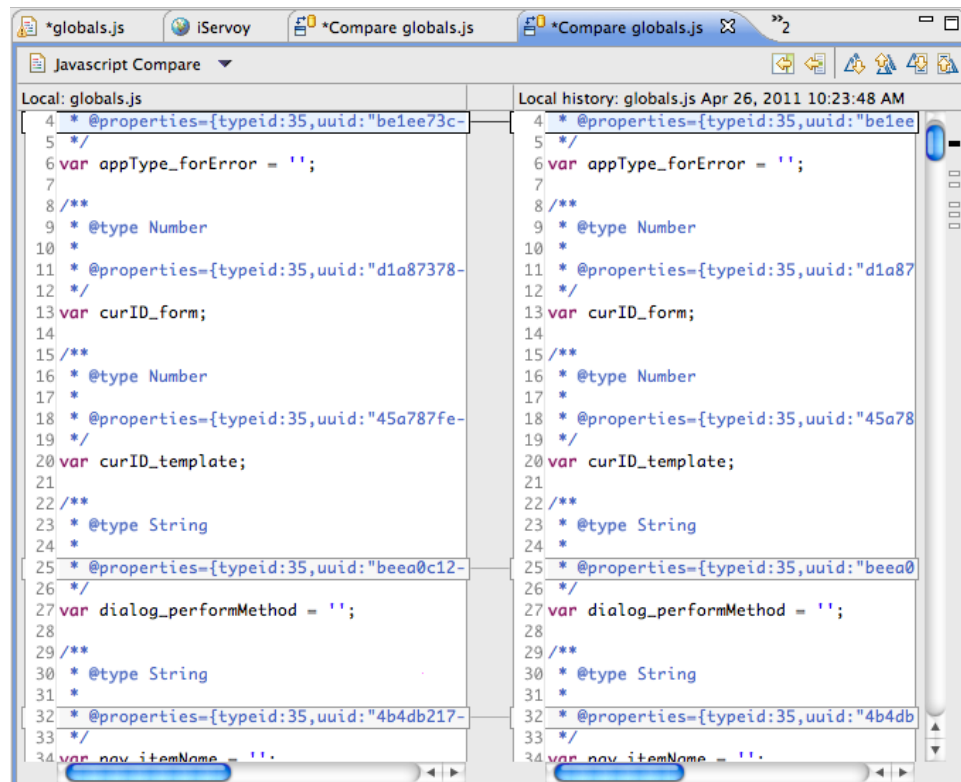 *globals.js iServoy *Compare globals.js *Compare globals.js »2
Javascript Compare
Local: globals.js
4 * @properties={typeid:35,uuid:"be1ee73c-
5 */
6 var appType_forError = '';
7
8 /**
9 * @type Number
10 *
11 * @properties={typeid:35,uuid:"d1a87378-
12 */
13 var curID_form;
14
15 /**
16 * @type Number
17 *
18 * @properties={typeid:35,uuid:"45a787fe-
19 */
20 var curID_template;
21
22 /**
23 * @type String
24 *
25 * @properties={typeid:35,uuid:"beea0c12-
26 */
27 var dialog_performMethod = '';
28
29 /**
30 * @type String
31 *
32 * @properties={typeid:35,uuid:"4b4db217-
33 */
34 var nav_itemName = '';
Local history: globals.js Apr 26, 2011 10:23:48 AM
4 * @properties={typeid:35,uuid:"be1ee
5 */
6 var appType_forError = '';
7
8 /**
9 * @type Number
10 *
11 * @properties={typeid:35,uuid:"d1a87
12 */
13 var curID_form;
14
15 /**
16 * @type Number
17 *
18 * @properties={typeid:35,uuid:"45a78
19 */
20 var curID_template;
21
22 /**
23 * @type String
24 *
25 * @properties={typeid:35,uuid:"beea0
26 */
27 var dialog_performMethod = '';
28
29 /**
30 * @type String
31 *
32 * @properties={typeid:35,uuid:"4b4db
33 */
34 var nav_itemName = '';